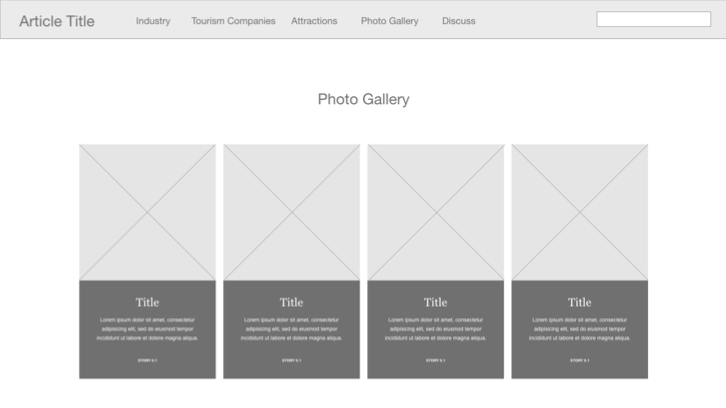 Article Title Industry Tourism Companies Attractions Photo Gallery Discuss
Photo Gallery
Title
Lorem ipsum dolor sit amet, consectetur
adipiscing elit, sed do eiusmod tempor
incididunt ut labore et dolore magna aliqua.
STORY 5.1
Title
Lorem ipsum dolor sit amet, consectetur
adipiscing elit, sed do eiusmod tempor
incididunt ut labore et dolore magna aliqua.
STORY 5.1
Title
Lorem ipsum dolor sit amet, consectetur
adipiscing elit, sed do eiusmod tempor
incididunt ut labore et dolore magna aliqua.
STORY 5.1
Title
Lorem ipsum dolor sit amet, consectetur
adipiscing elit, sed do eiusmod tempor
incididunt ut labore et dolore magna aliqua.
STORY 5.1